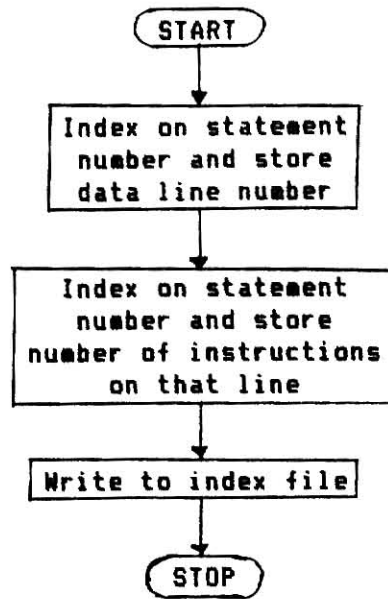 START
Index on statement
number and store
data line number
Index on statement
number and store
number of instructions
on that line
Write to index file
STOP